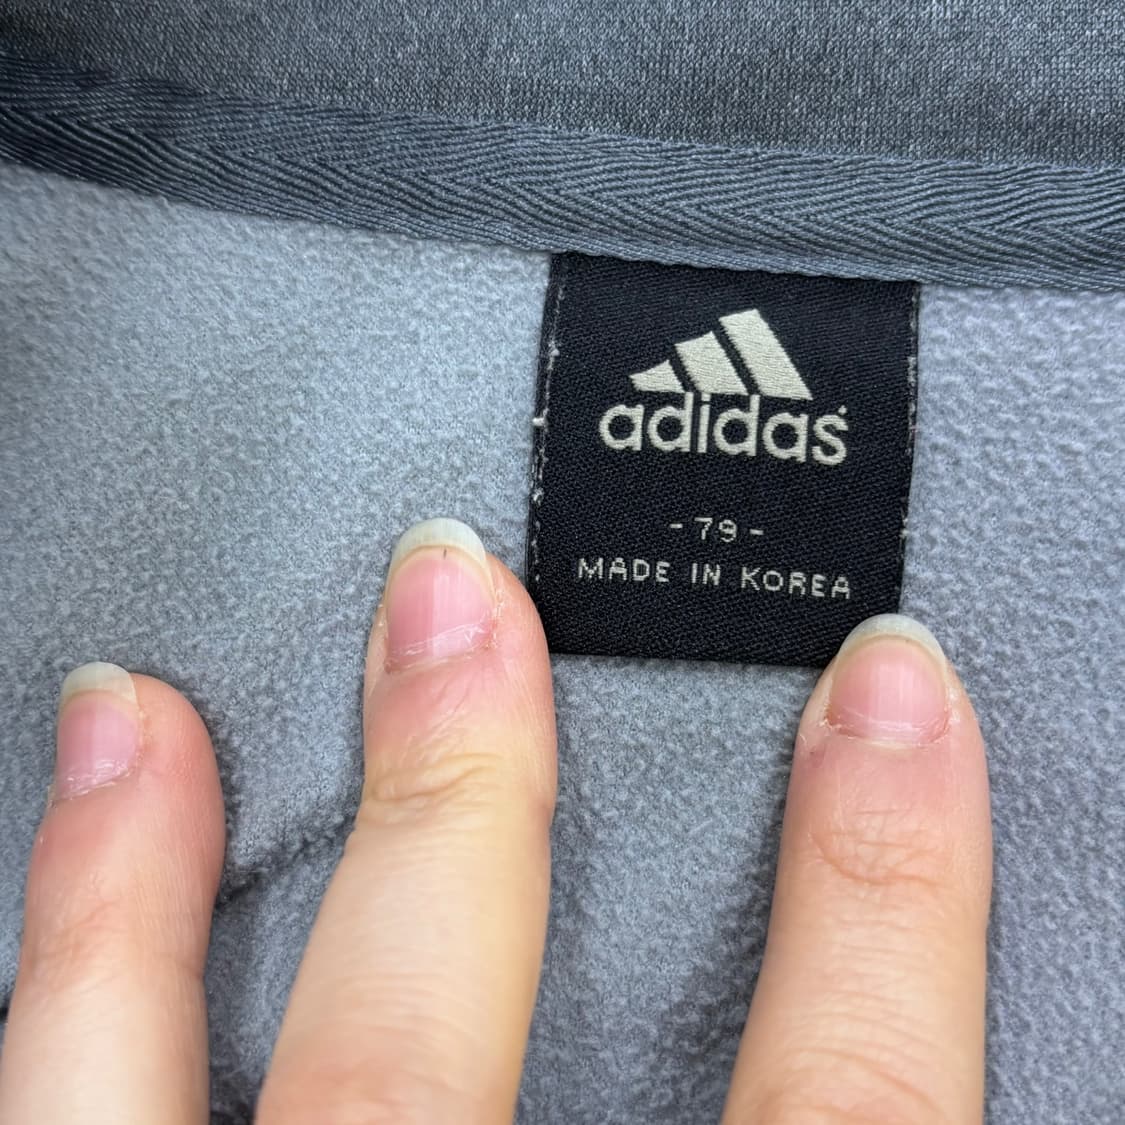 adidas
-79-
MADE IN KOREA